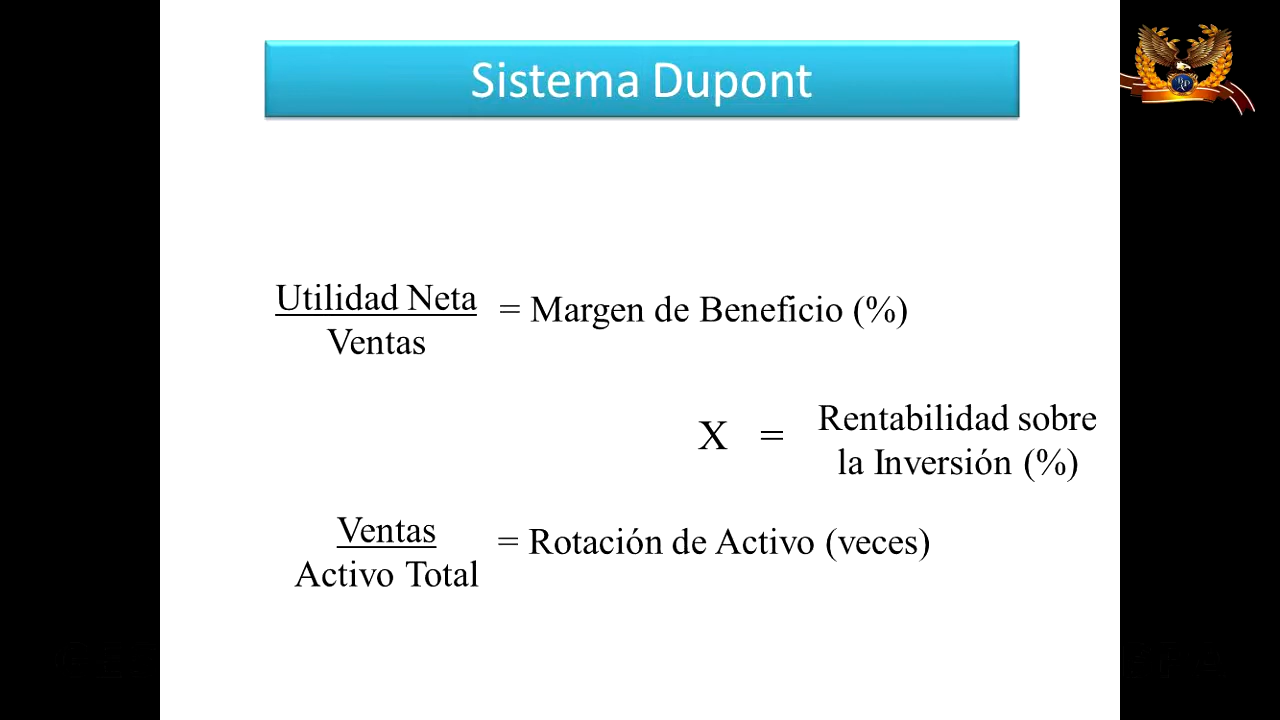 Sistema Dupont
Utilidad Neta
Ventas
= Margen de Beneficio (%)
X =
Rentabilidad sobre
la Inversión (%)
Ventas
Activo Total
= Rotación de Activo (veces)